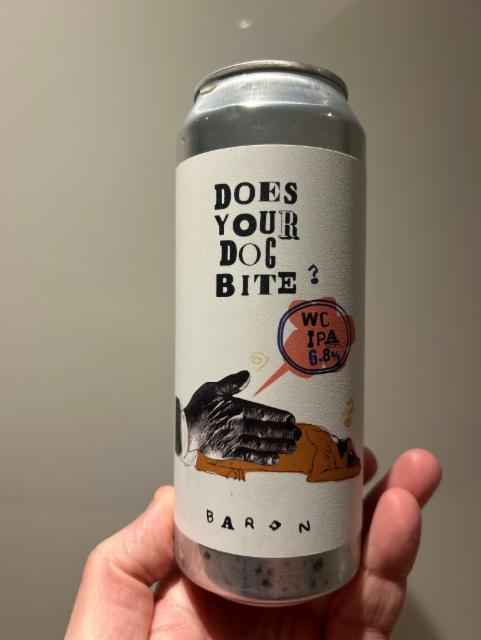 DOES
YOUR
DOG
BITE?
WC
IPA
6.8%
BARON